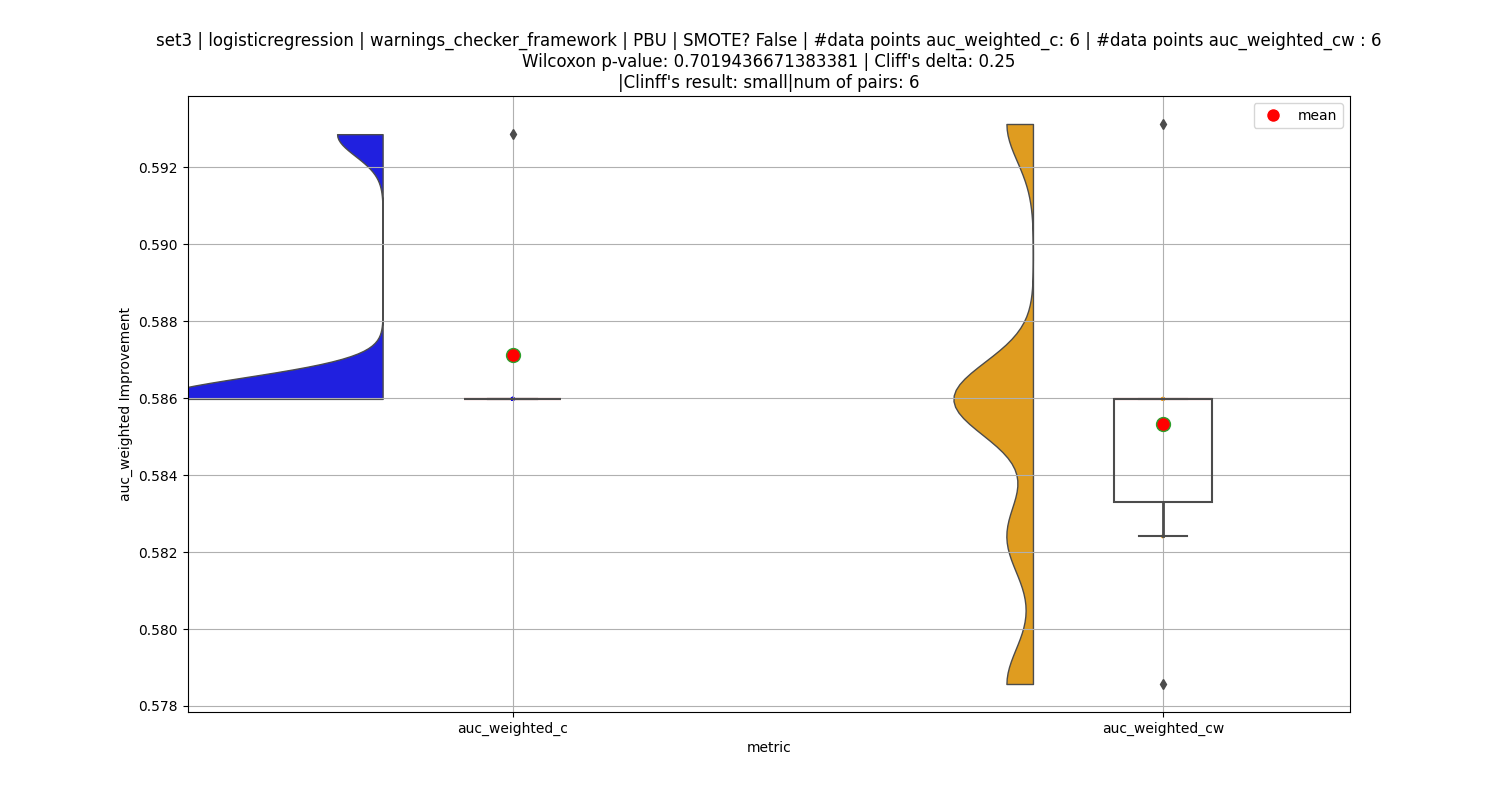 set3 | logisticregression | warnings_checker_framework | PBU | SMOTE? False | #data points auc_weighted_c: 6 | #data points auc_weighted_cw : 6
Wilcoxon p-value: 0.7019436671383381 | Cliff's delta: 0.25
|Clinff's result: small|num of pairs: 6
mean
0.592
0.590
0.588
0.586
0.584
0.582
0.580
0.578
auc_weighted Improvement
auc_weighted_c
auc_weighted_cw
metric